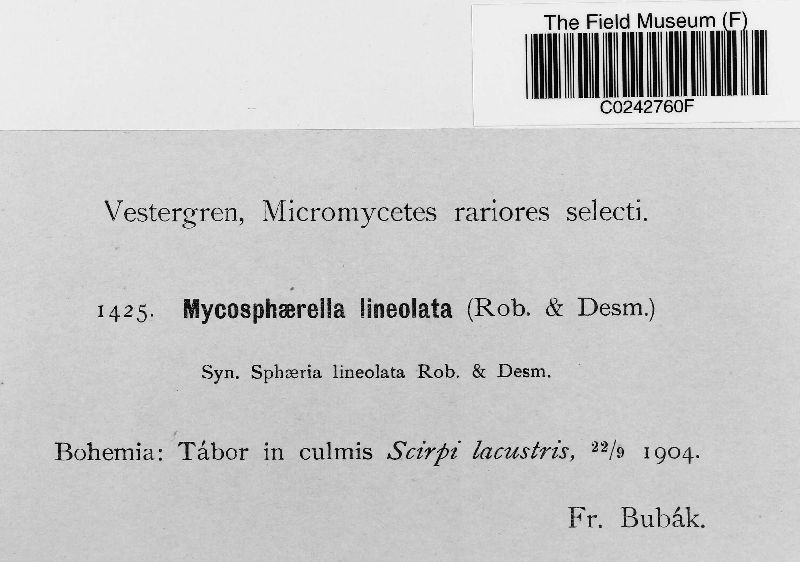 The Field Museum (F)
C0242760F
Vestergren, Micromycetes rariores selecti.
1425. Mycosphærella lineolata (Rob. & Desm.)
Syn. Sphæria lineolata Rob. & Desm.
Bohemia: Tábor in culmis Scirpi lacustris, 22/9 1904.
Fr. Bubák.